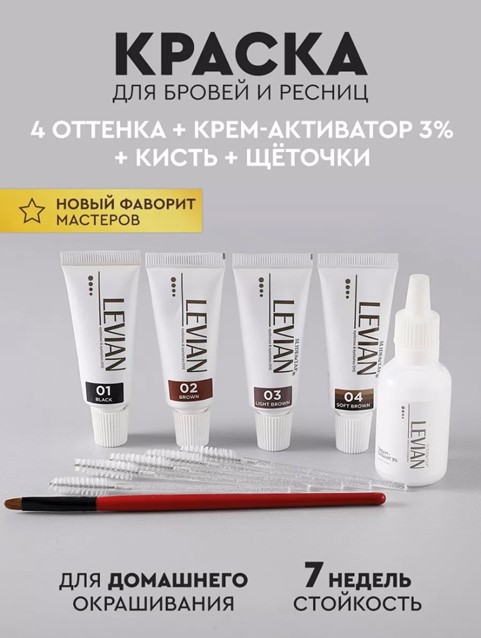 КРАСКА
ДЛЯ БРОВЕЙ И РЕСНИЦ
4 ОТТЕНКА + КРЕМ-АКТИВАТОР 3%
+ КИСТЬ + ЩЁТОЧКИ
НОВЫЙ ФАВОРИТ
МАСТЕРОВ
LEVIAN
01
BLACK
LEVIAN
02
BROWN
LEVIAN
03
LIGHT BROWN
LEVIAN
04
SOFT BROWN
LEVIAN
ДЛЯ ДОМАШНЕГО
ОКРАШИВАНИЯ
7 НЕДЕЛЬ
СТОЙКОСТЬ